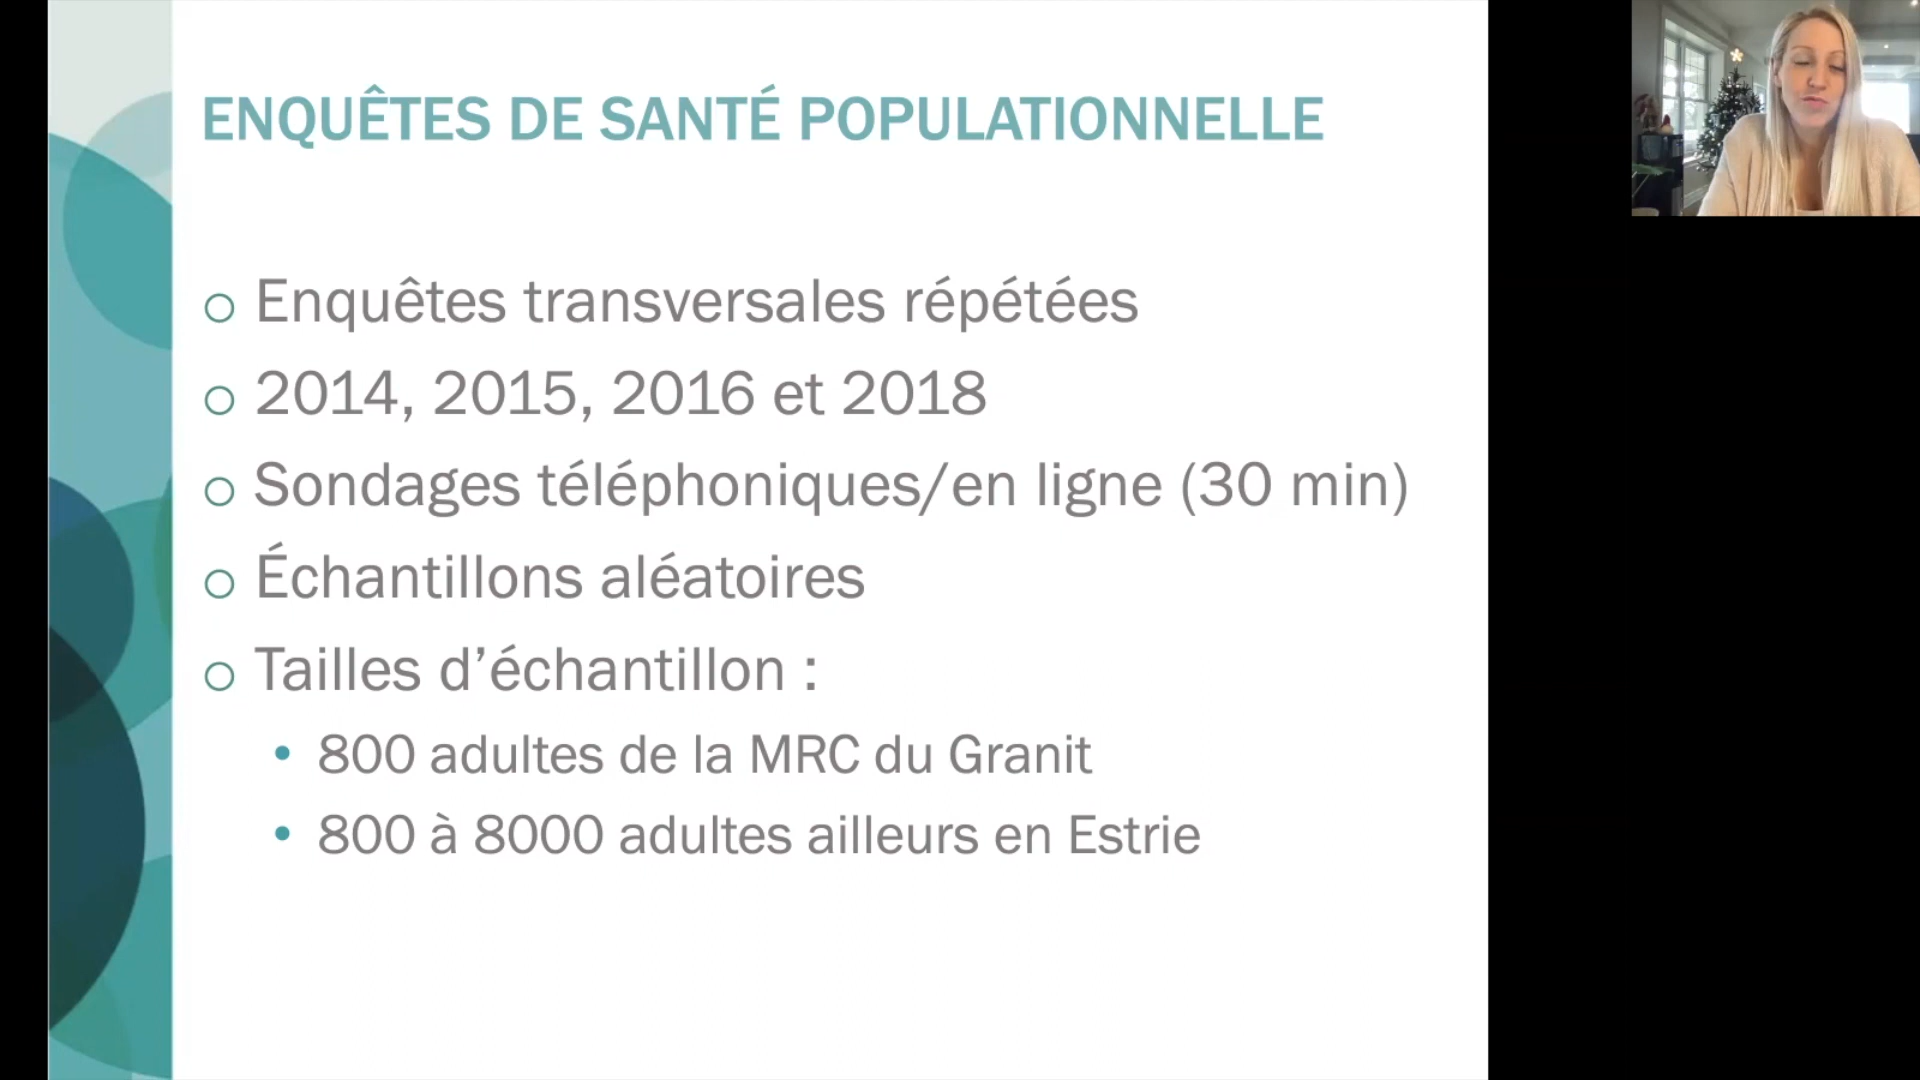 ENQUÊTES DE SANTÉ POPULATIONNELLE
Enquêtes transversales répétées
2014, 2015, 2016 et 2018
Sondages téléphoniques/en ligne (30 min)
Échantillons aléatoires
Tailles d’échantillon :
800 adultes de la MRC du Granit
800 à 8000 adultes ailleurs en Estrie